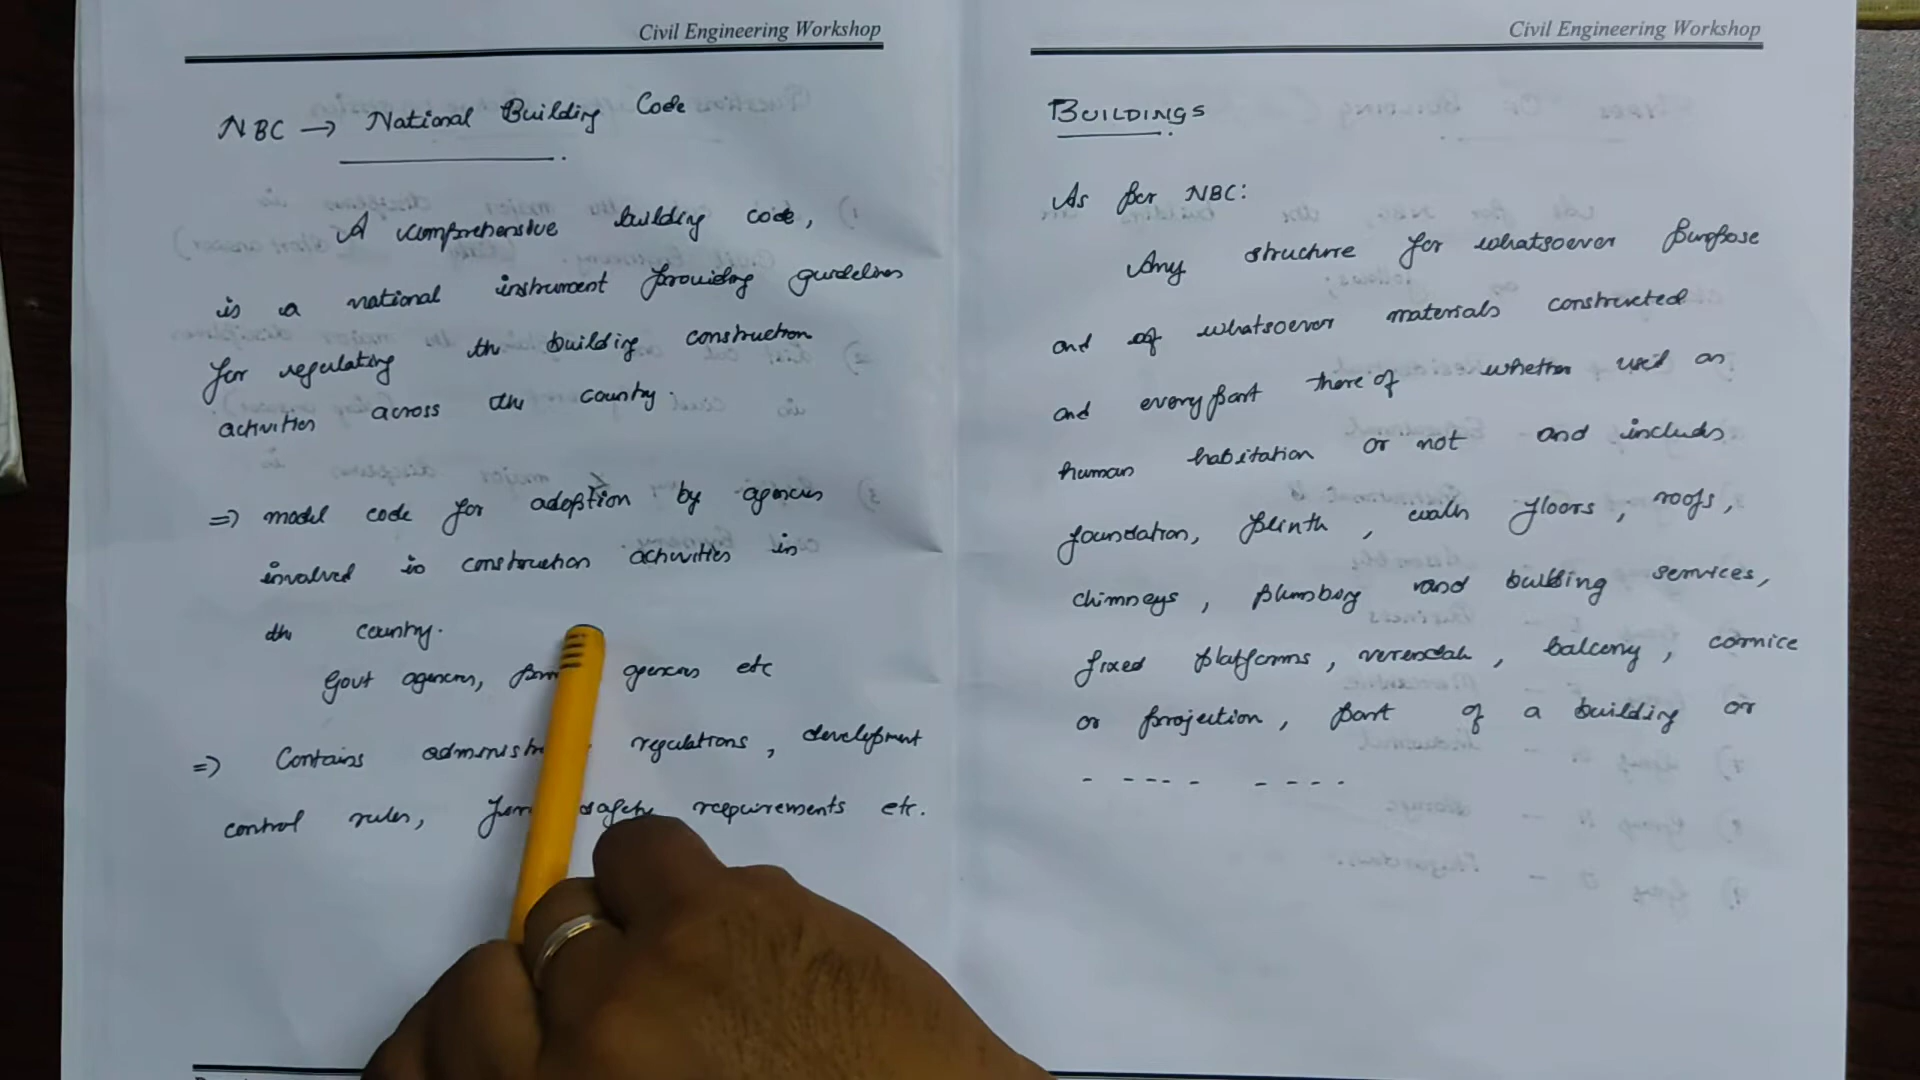 Civil Engineering Workshop
NBC → National Building Code
A comprehensive building code,
is a national instrument providing guidelines
for regulating the building construction
activities across the country.
⇒ model code for adoption by agencies
involved in construction activities in
the country.
Govt agencies, agencies etc
⇒ Contains regulations, development
control rules, safety requirements etc.
Civil Engineering Workshop
BUILDINGS
As per NBC:
Any structure for whatsoever purpose
and of whatsoever materials constructed
and every part there of whether used as
human habitation or not and includes
foundation, plinth, walls floors, roofs,
chimneys, plumbing and building services,
fixed platforms, verendah, balcony, cornice
or projection, part of a building or
- - - - - - - - -